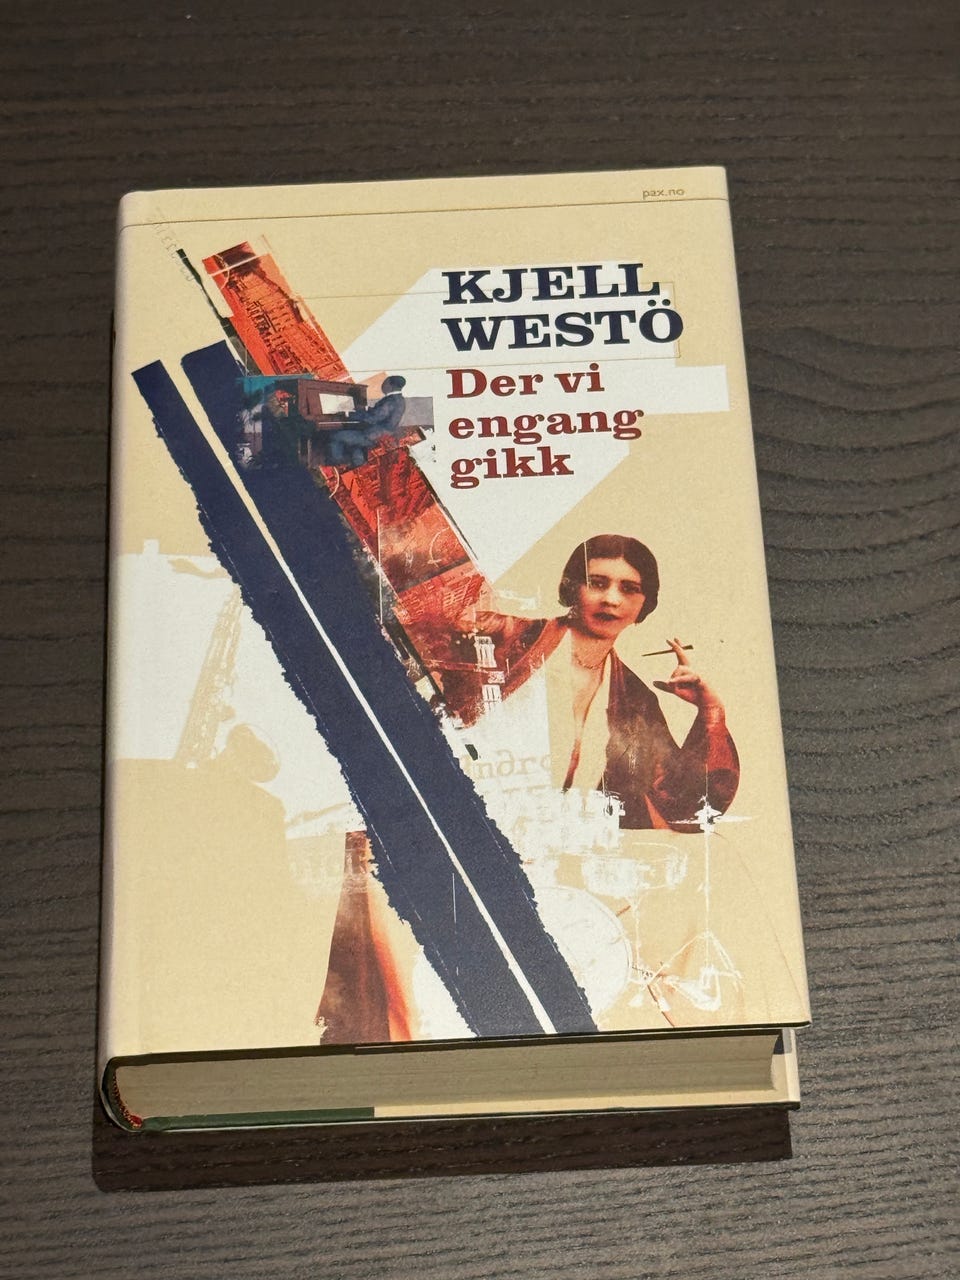 pax.no
KJELL
WESTÖ
Der vi
engang
gikk